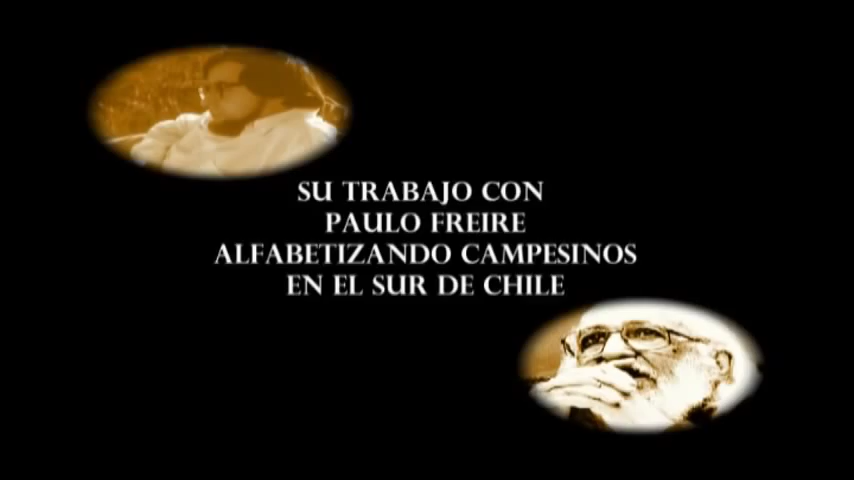 SU TRABAJO CON
PAULO FREIRE
ALFABETIZANDO CAMPESINOS
EN EL SUR DE CHILE